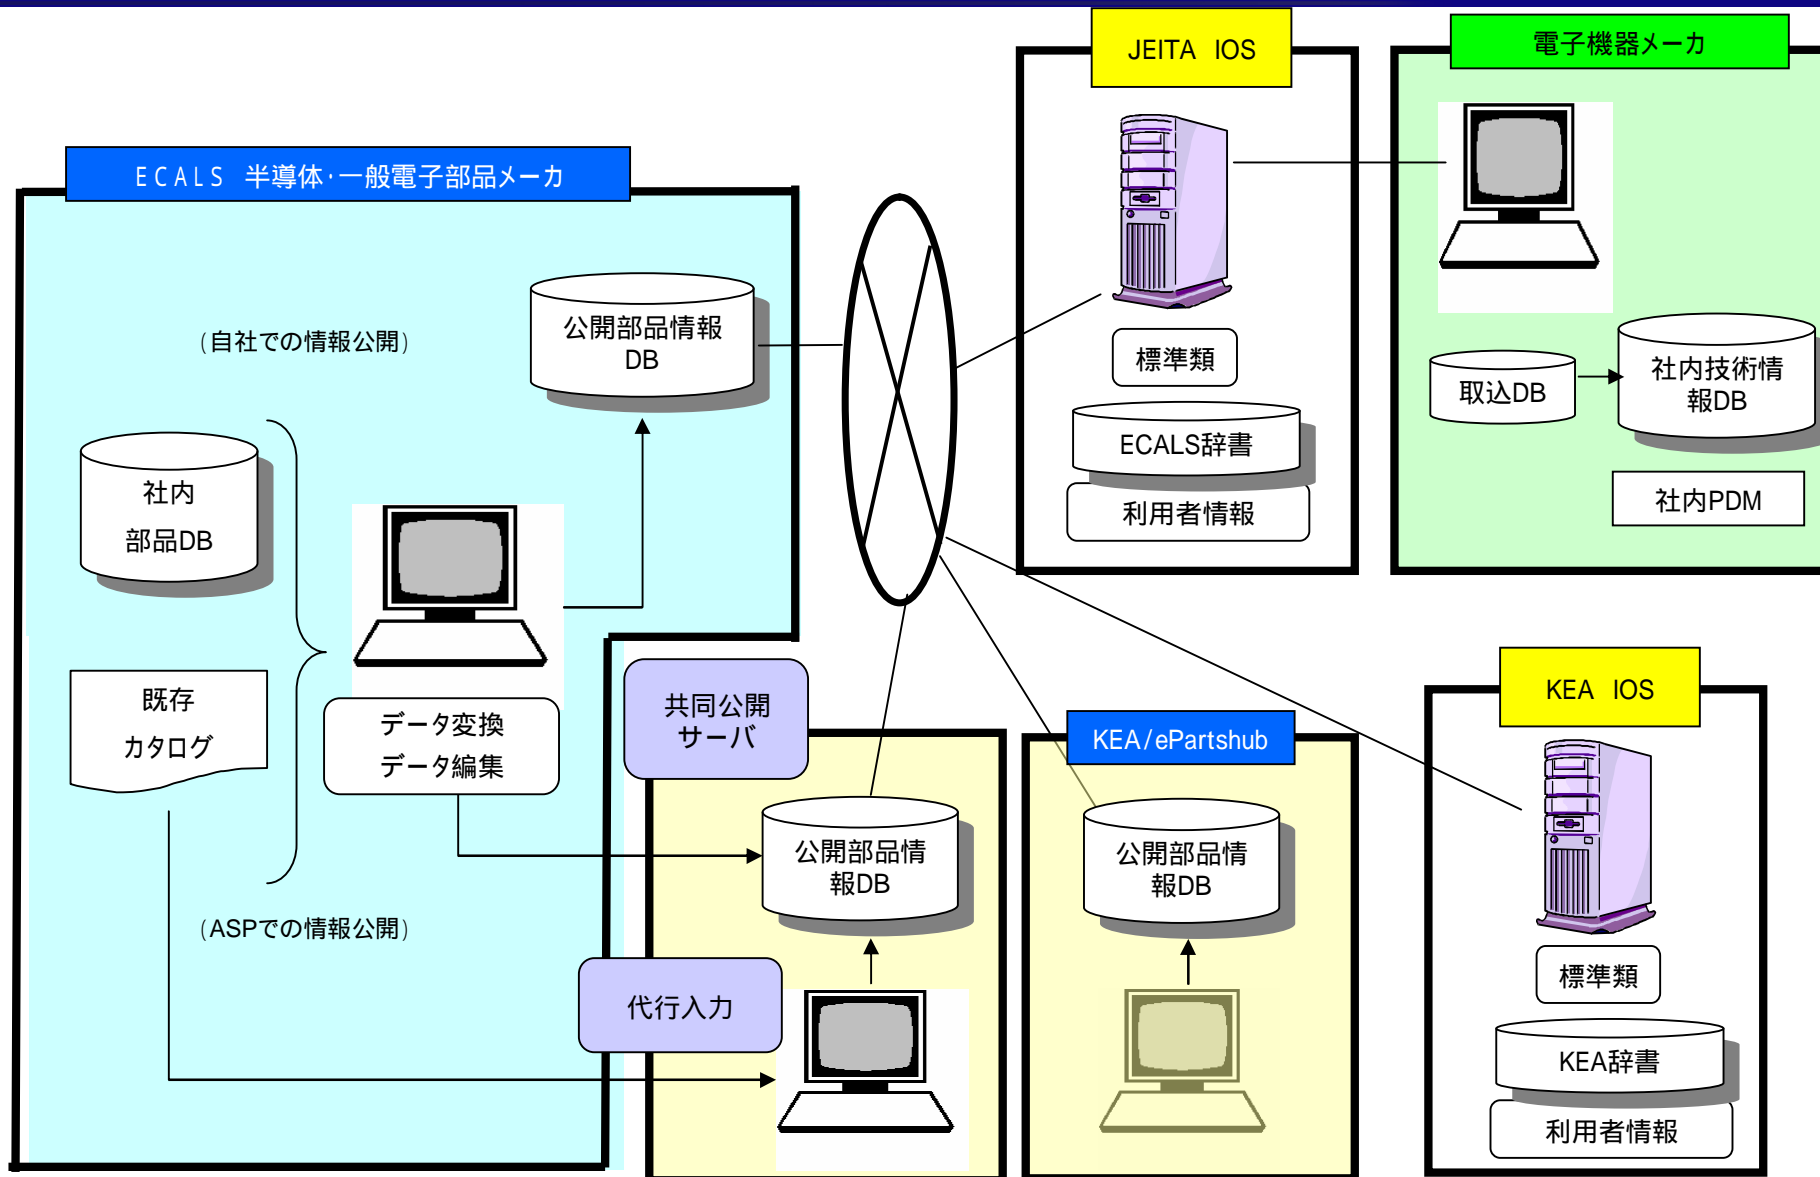 JEITA IOS
電子機器メーカ
ECALS 半導体・一般電子部品メーカ
(自社での情報公開)
公開部品情報
DB
標準類
ECALS辞書
利用者情報
取込DB
社内技術情
報DB
社内PDM
社内
部品DB
既存
カタログ
データ変換
データ編集
(ASPでの情報公開)
共同公開
サーバ
公開部品情
報DB
代行入力
KEA/ePartshub
公開部品情
報DB
KEA IOS
標準類
KEA辞書
利用者情報